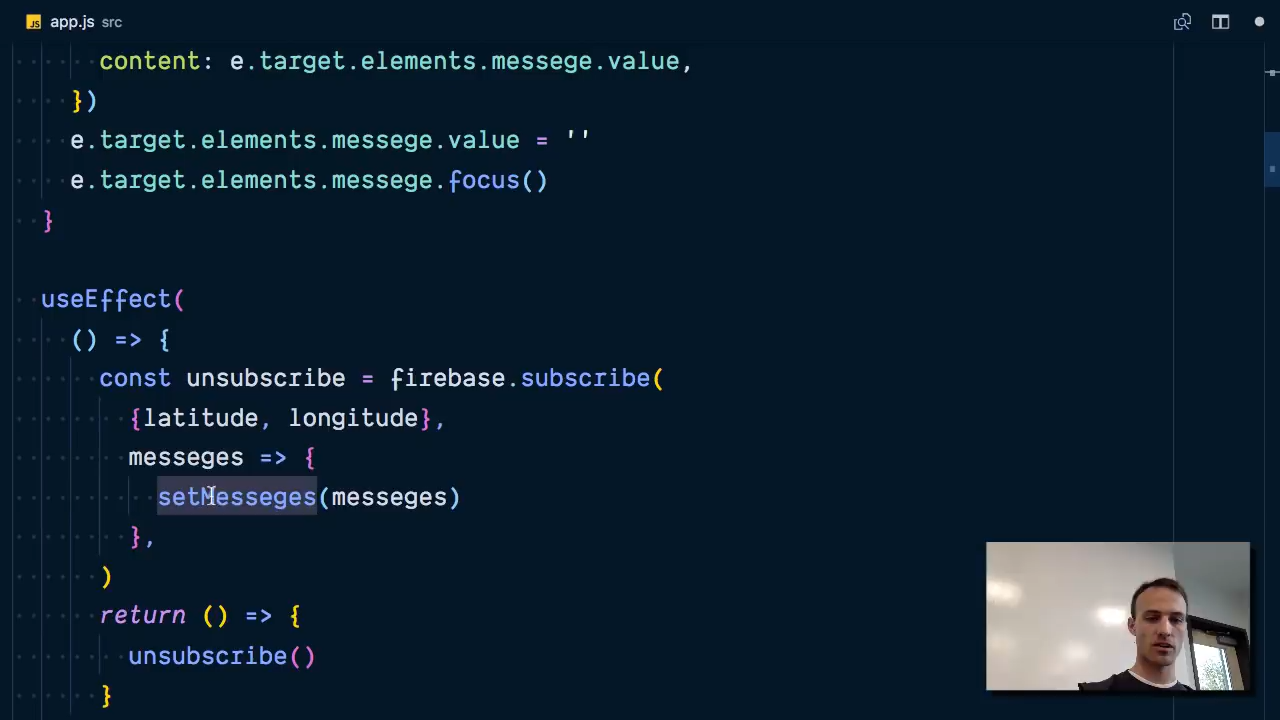 JS app.js src
content: e.target.elements.messege.value,
})
e.target.elements.messege.value = ''
e.target.elements.messege.focus()
}
useEffect(
() => {
const unsubscribe = firebase.subscribe(
{latitude, longitude},
messeges => {
setMesseges(messeges)
},
)
return () => {
unsubscribe()
}